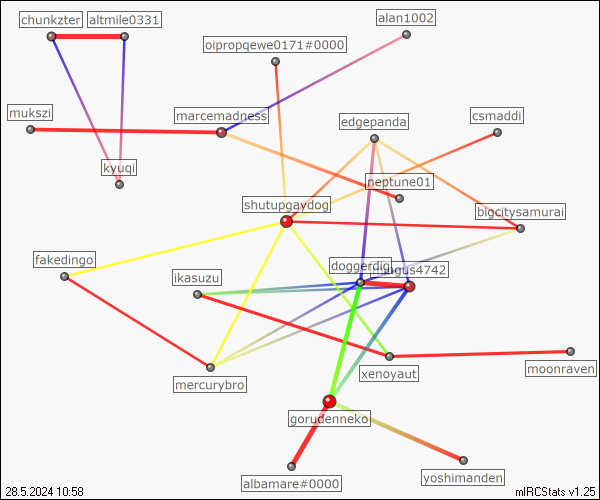 chunkzter
altmile0331
alan1002
oipropqewe0171#0000
mukszi
marcemadness
edgepanda
csmaddi
kyuqi
neptune01
shutupgaydog
bigcitysamurai
fakedingo
doggerdig
ikasuzu
mercurybro
xenoyaut
moonraven
gorudenneko
albamare#0000
yoshimanden
28.5.2024 10:58
mIRCStats v1.25